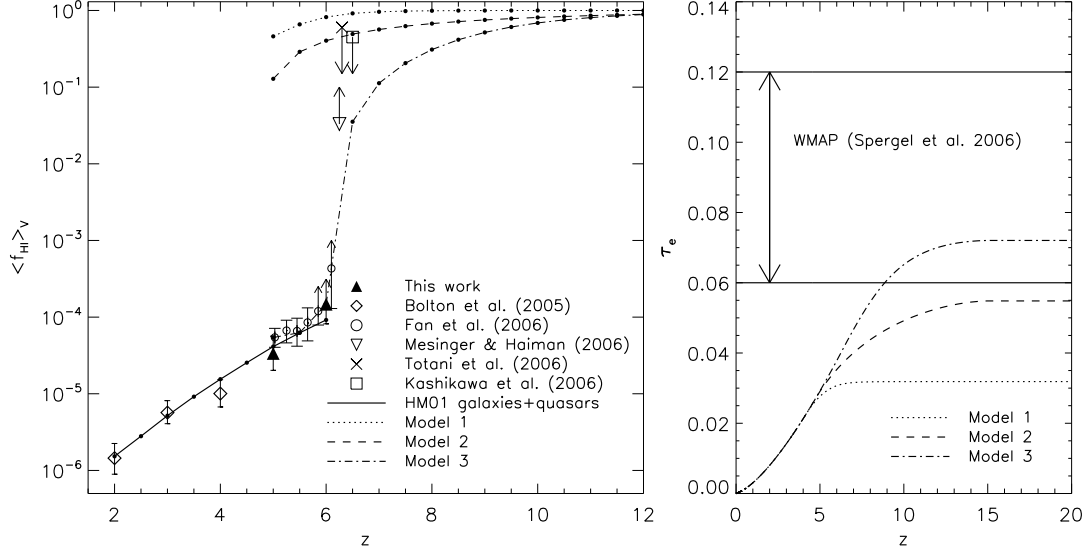 10^0
10^-1
10^-2
10^-3
10^-4
10^-5
10^-6
<f_HI>_V
2 4 6 8 10 12
z
This work
Bolton et al. (2005)
Fan et al. (2006)
Mesinger & Haiman (2006)
Totani et al. (2006)
Kashikawa et al. (2006)
HM01 galaxies+quasars
Model 1
Model 2
Model 3
0.14
0.12
0.10
0.08
0.06
0.04
0.02
0.00
τ_e
WMAP (Spergel et al. 2006)
Model 1
Model 2
Model 3
0 5 10 15 20
z